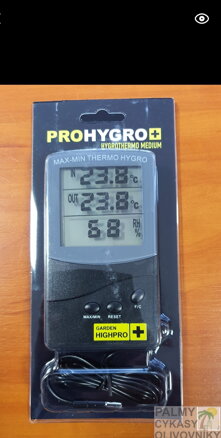 PROHYGRO+
HYGROTHERMO MEDIUM
MAX-MIN THERMO HYGRO
IN 23.8°C
OUT 23.8°C
68 RH %
MAX/MIN RESET F/C
GARDEN
HIGHPRO +
PALMY
CYKASY
OLIVOVNÍKY